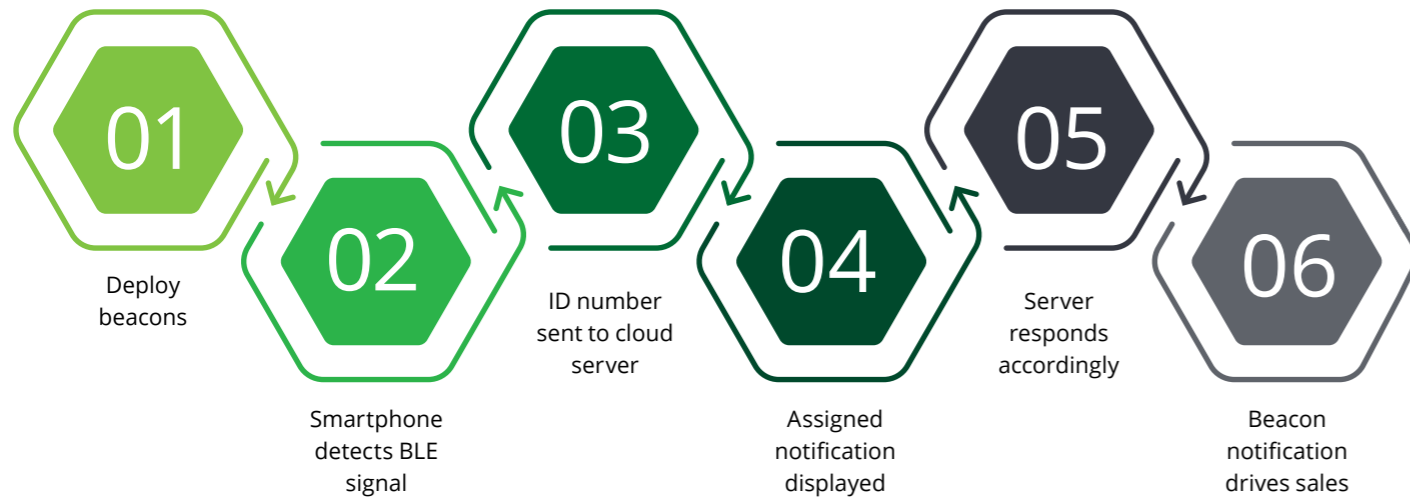 01
Deploy
beacons
02
Smartphone
detects BLE
signal
03
ID number
sent to cloud
server
04
Assigned
notification
displayed
05
Server
responds
accordingly
06
Beacon
notification
drives sales